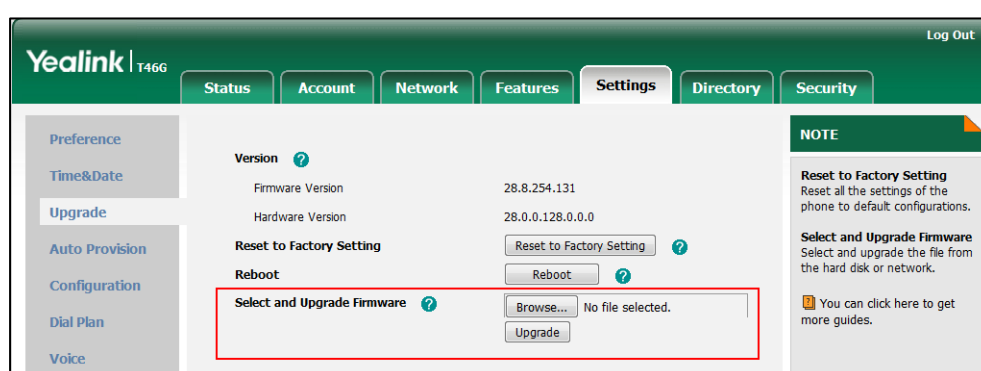 Log Out
Yealink | T46G
Status Account Network Features Settings Directory Security
Preference
Time&Date
Upgrade
Auto Provision
Configuration
Dial Plan
Voice
Version ?
Firmware Version 28.8.254.131
Hardware Version 28.0.0.128.0.0.0
Reset to Factory Setting Reset to Factory Setting ?
Reboot Reboot ?
Select and Upgrade Firmware ? Browse... No file selected.
Upgrade
NOTE
Reset to Factory Setting
Reset all the settings of the
phone to default configurations.
Select and Upgrade Firmware
Select and upgrade the file from
the hard disk or network.
You can click here to get
more guides.